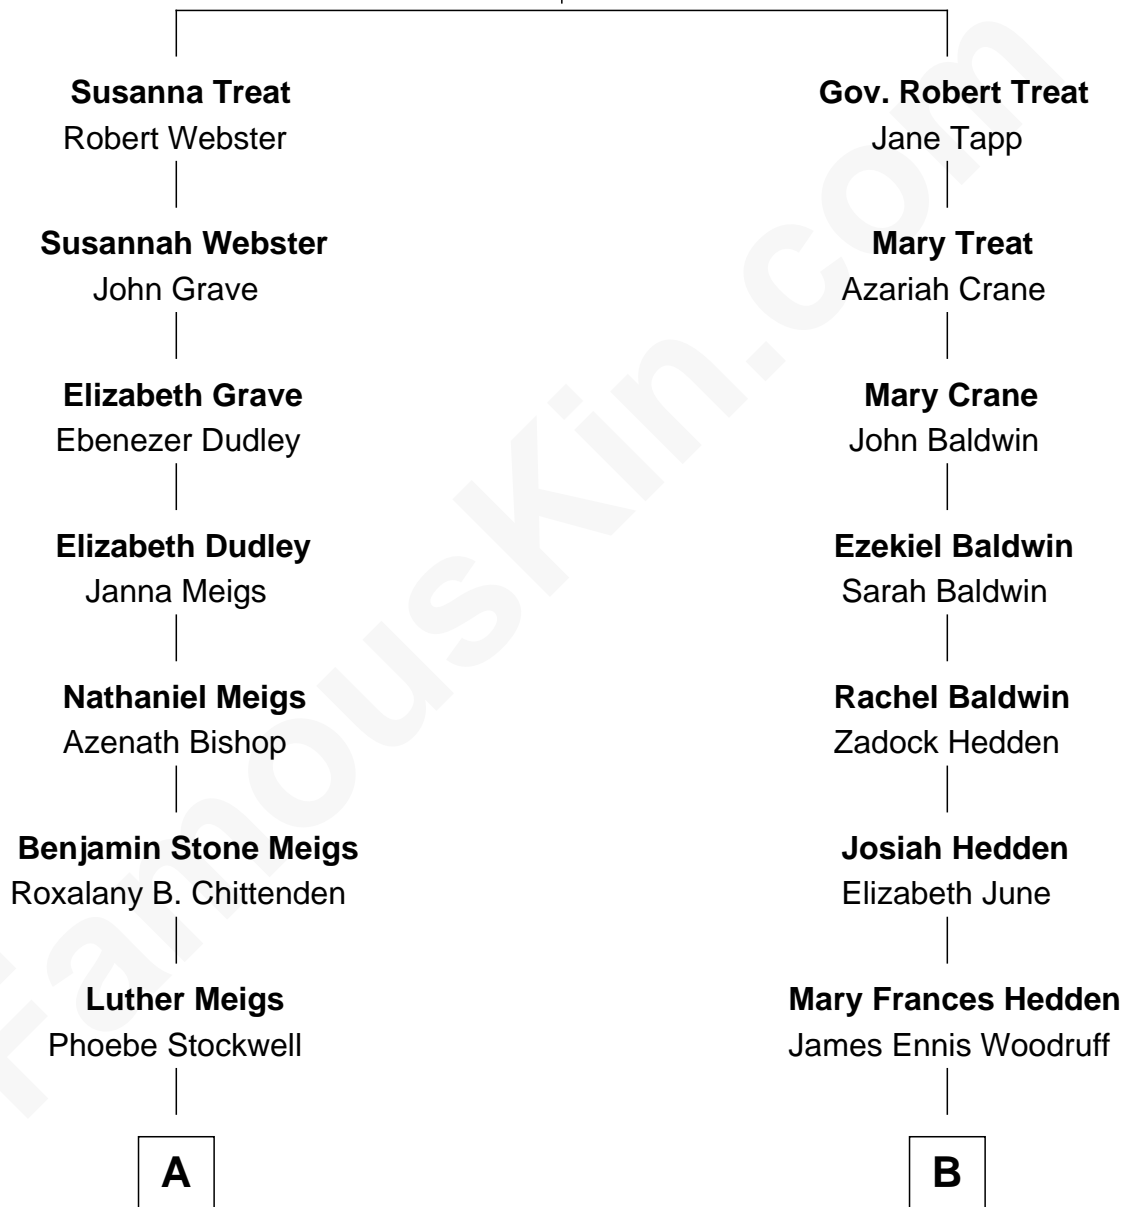 Susanna Treat
Robert Webster
Susannah Webster
John Grave
Elizabeth Grave
Ebenezer Dudley
Elizabeth Dudley
Janna Meigs
Nathaniel Meigs
Azenath Bishop
Benjamin Stone Meigs
Roxalany B. Chittenden
Luther Meigs
Phoebe Stockwell
A
Gov. Robert Treat
Jane Tapp
Mary Treat
Azariah Crane
Mary Crane
John Baldwin
Ezekiel Baldwin
Sarah Baldwin
Rachel Baldwin
Zadock Hedden
Josiah Hedden
Elizabeth June
Mary Frances Hedden
James Ennis Woodruff
B
FamousKin.com